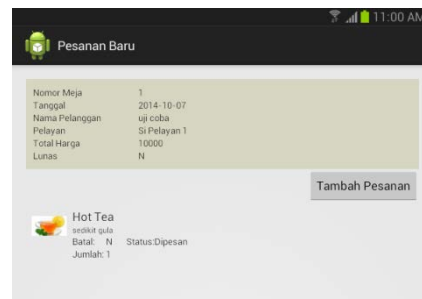 11:00 AM
Pesanan Baru
Nomor Meja 1
Tanggal 2014-10-07
Nama Pelanggan uji coba
Pelayan Si Pelayan 1
Total Harga 10000
Lunas N
Tambah Pesanan
Hot Tea
sedikit gula
Batal: N Status:Dipesan
Jumlah: 1